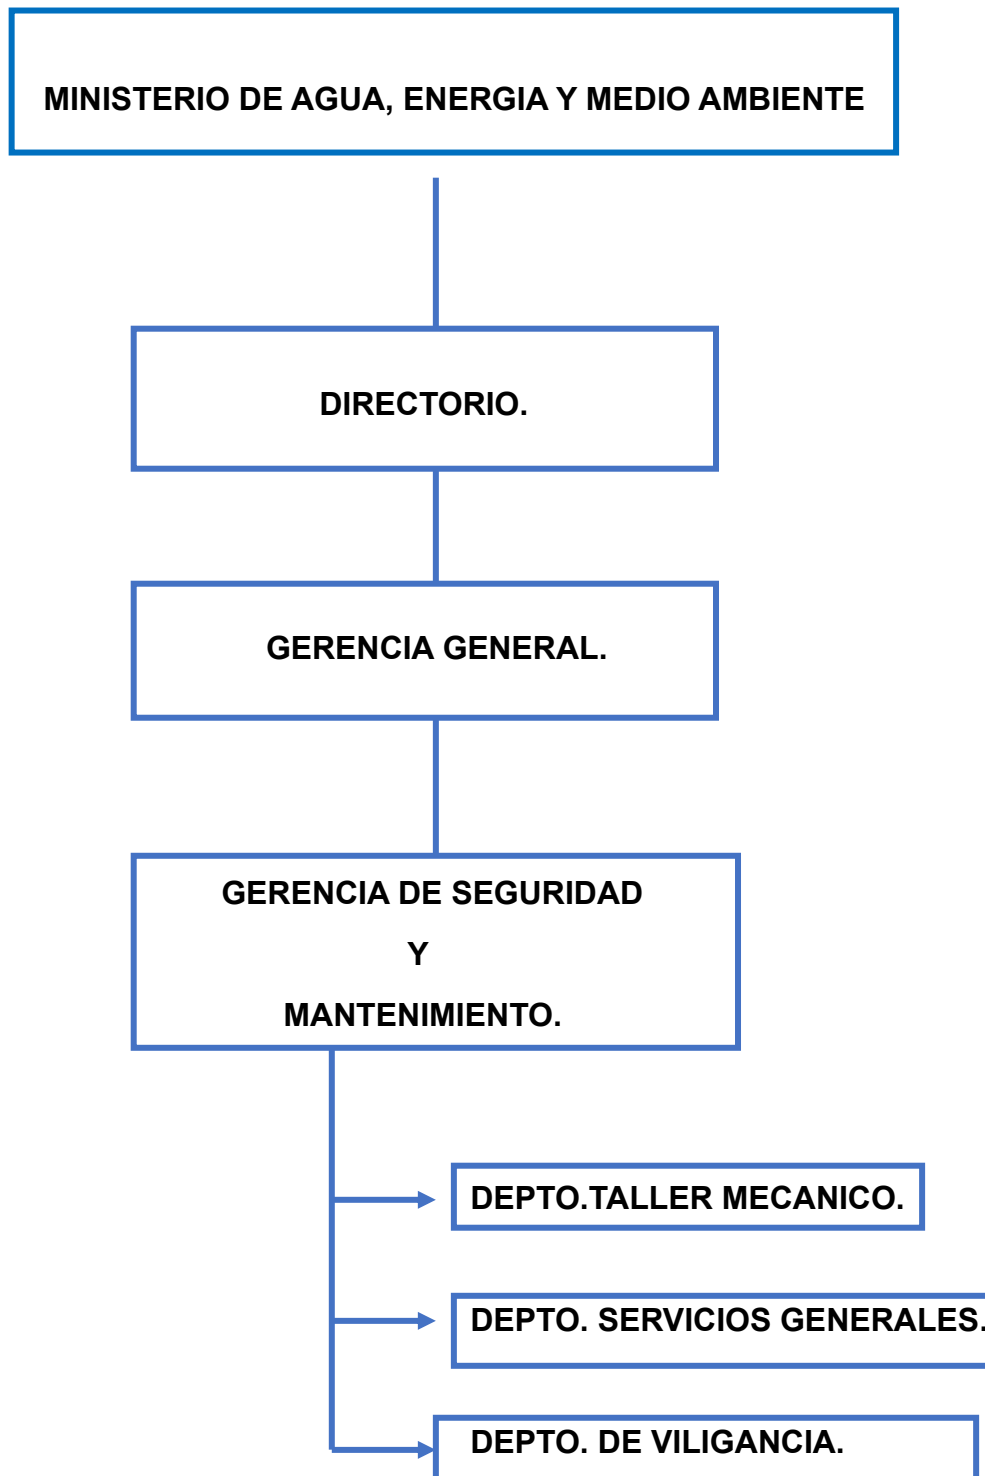 MINISTERIO DE AGUA, ENERGIA Y MEDIO AMBIENTE
DIRECTORIO.
GERENCIA GENERAL.
GERENCIA DE SEGURIDAD
Y
MANTENIMIENTO.
DEPTO.TALLER MECANICO.
DEPTO. SERVICIOS GENERALES.
DEPTO. DE VILIGANCIA.